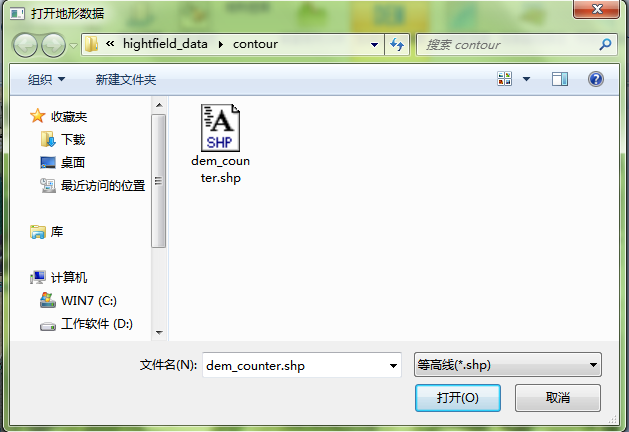 打开地形数据
« hightfield_data ▸ contour
搜索 contour
组织
新建文件夹
收藏夹
下载
桌面
最近访问的位置
库
计算机
WIN7 (C:)
工作软件 (D:)
SHP
dem_coun
ter.shp
文件名(N):
dem_counter.shp
等高线(*.shp)
打开(O)
取消